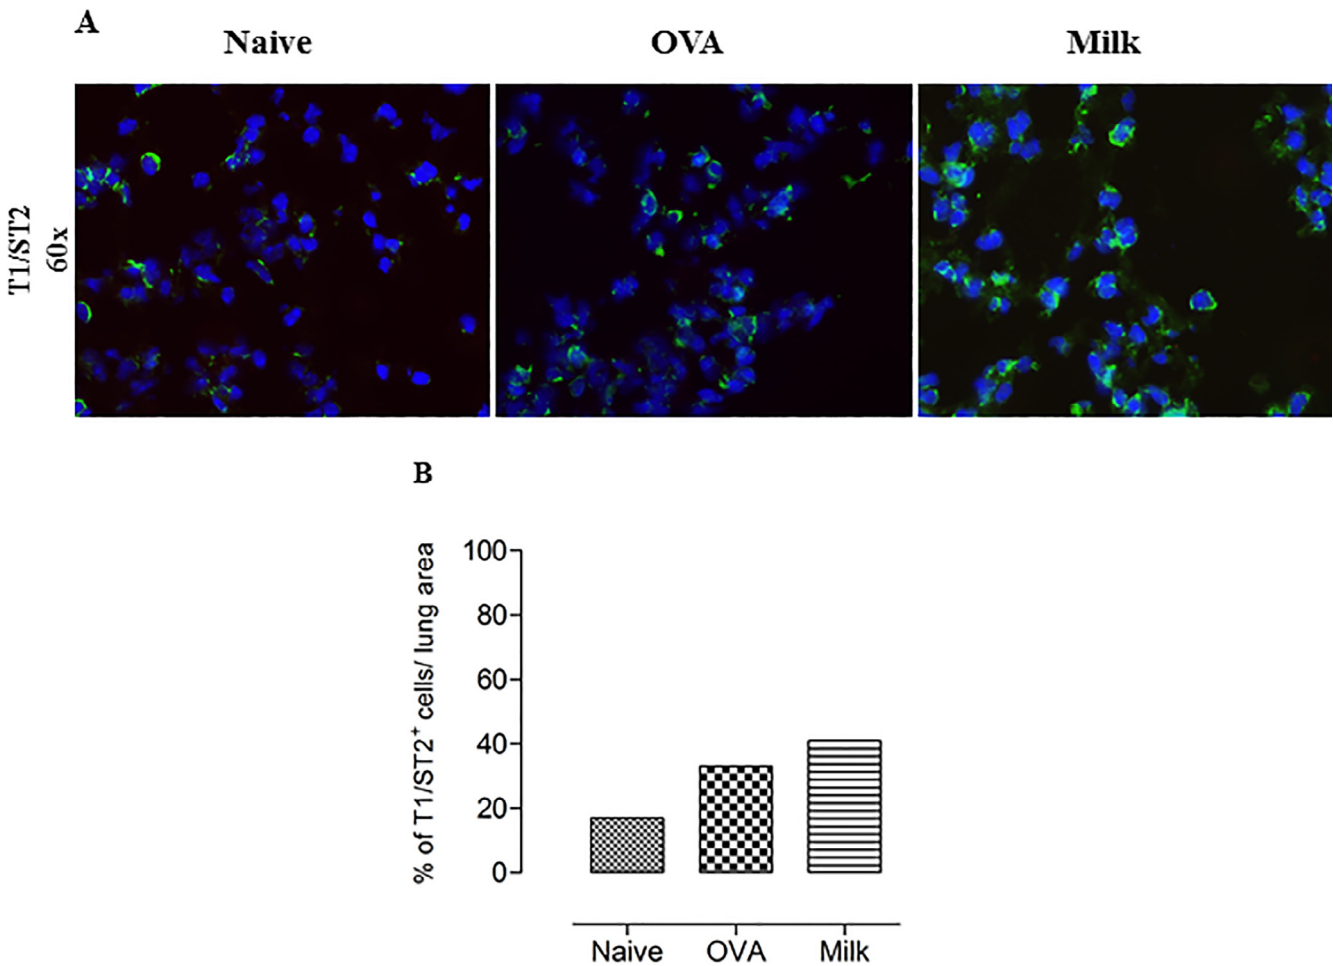 A
Naive
OVA
Milk
T1/ST2
60x
B
% of T1/ST2⁺ cells/ lung area
100
80
60
40
20
0
Naive
OVA
Milk